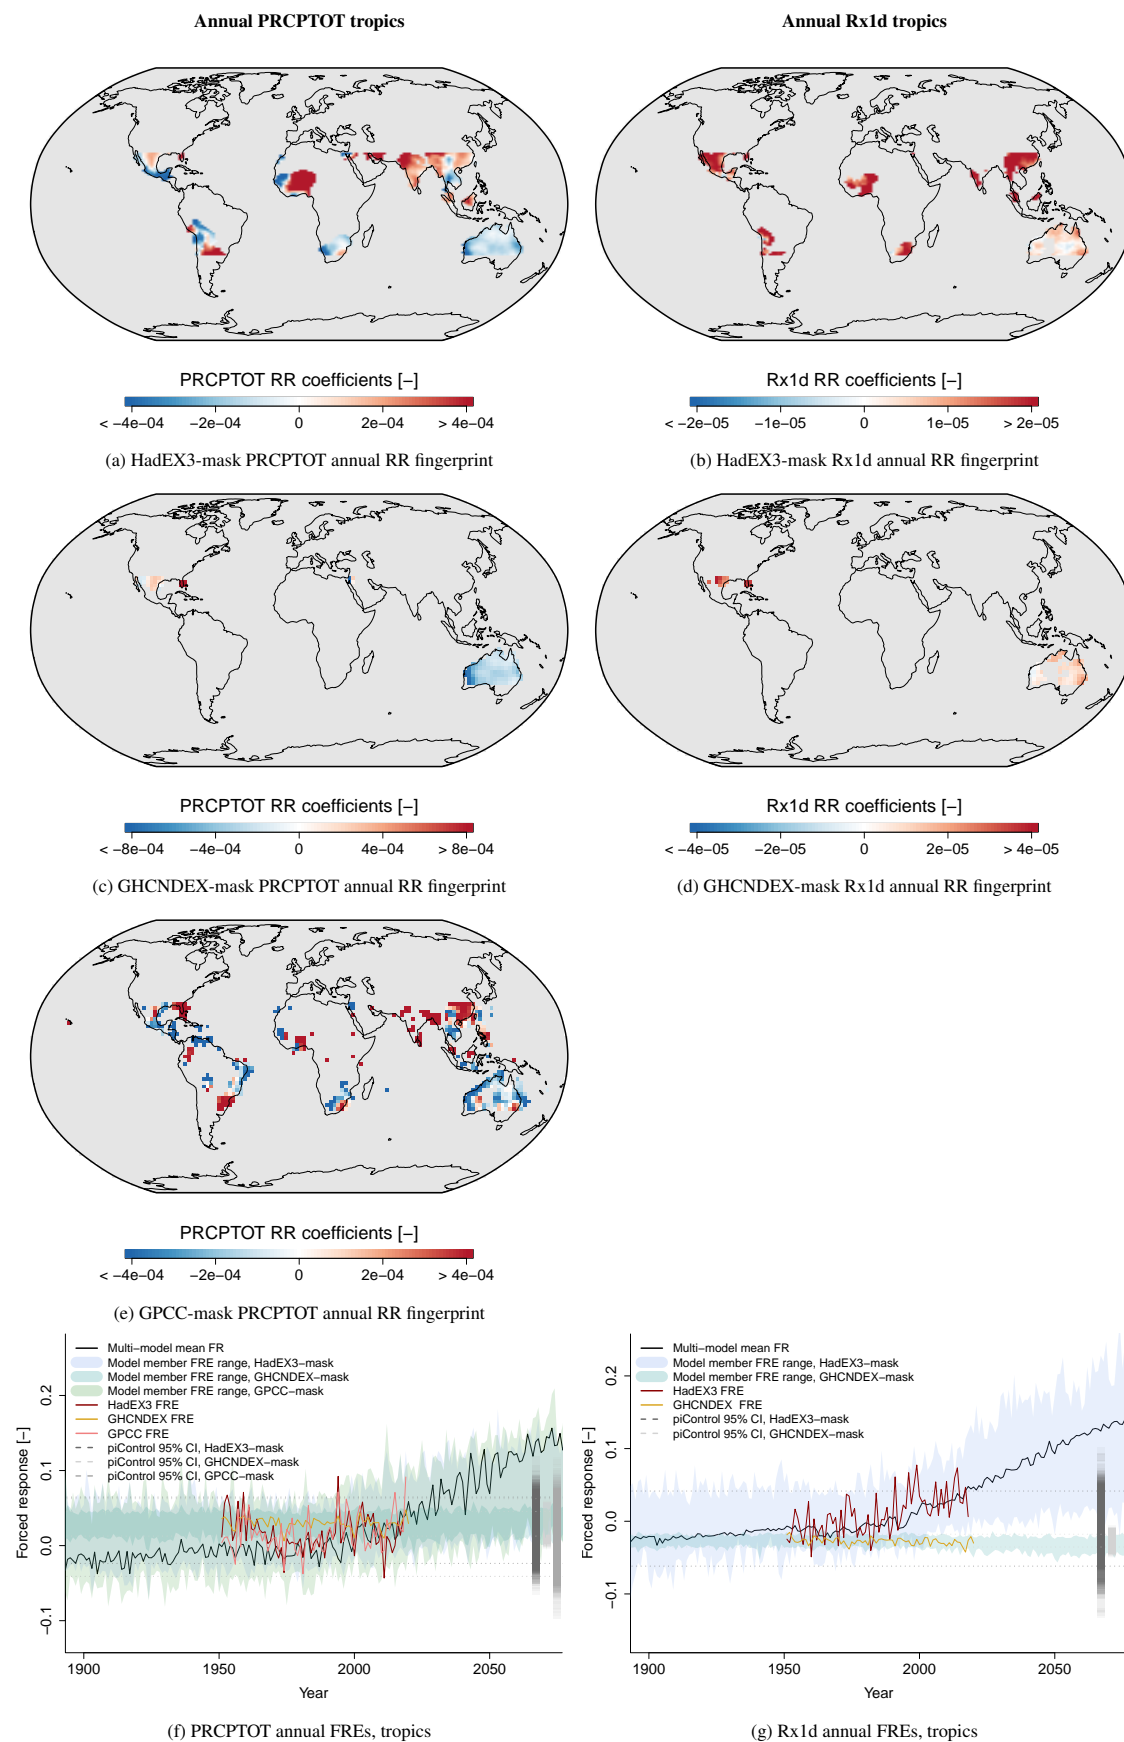 Annual PRCPTOT tropics
Annual Rx1d tropics
PRCPTOT RR coefficients [−]
< −4e−04 −2e−04 0 2e−04 > 4e−04
(a) HadEX3-mask PRCPTOT annual RR fingerprint
Rx1d RR coefficients [−]
< −2e−05 −1e−05 0 1e−05 > 2e−05
(b) HadEX3-mask Rx1d annual RR fingerprint
PRCPTOT RR coefficients [−]
< −8e−04 −4e−04 0 4e−04 > 8e−04
(c) GHCNDEX-mask PRCPTOT annual RR fingerprint
Rx1d RR coefficients [−]
< −4e−05 −2e−05 0 2e−05 > 4e−05
(d) GHCNDEX-mask Rx1d annual RR fingerprint
PRCPTOT RR coefficients [−]
< −4e−04 −2e−04 0 2e−04 > 4e−04
(e) GPCC-mask PRCPTOT annual RR fingerprint
Multi−model mean FR
Model member FRE range, HadEX3−mask
Model member FRE range, GHCNDEX−mask
Model member FRE range, GPCC−mask
HadEX3 FRE
GHCNDEX FRE
GPCC FRE
piControl 95% CI, HadEX3−mask
piControl 95% CI, GHCNDEX−mask
piControl 95% CI, GPCC−mask
Forced response [−]
0.2
0.1
0.0
−0.1
1900 1950 2000 2050
Year
(f) PRCPTOT annual FREs, tropics
Multi−model mean FR
Model member FRE range, HadEX3−mask
Model member FRE range, GHCNDEX−mask
HadEX3 FRE
GHCNDEX FRE
piControl 95% CI, HadEX3−mask
piControl 95% CI, GHCNDEX−mask
Forced response [−]
0.2
0.1
0.0
−0.1
1900 1950 2000 2050
Year
(g) Rx1d annual FREs, tropics